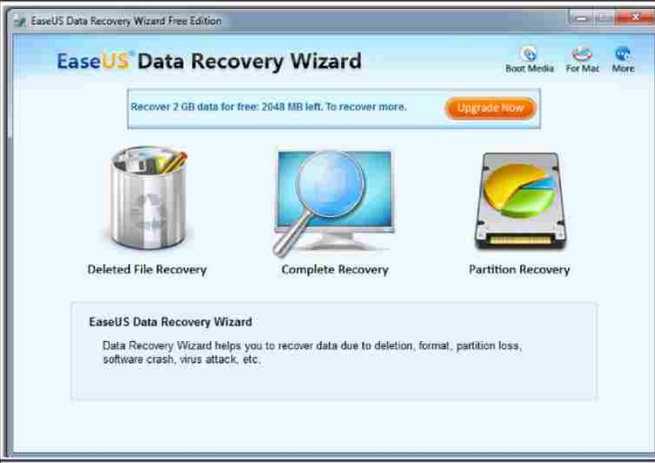 EaseUS Data Recovery Wizard Free Edition
EaseUS® Data Recovery Wizard
Boot Media For Mac More
Recover 2 GB data for free: 2048 MB left. To recover more. Upgrade Now
Deleted File Recovery Complete Recovery Partition Recovery
EaseUS Data Recovery Wizard
Data Recovery Wizard helps you to recover data due to deletion, format, partition loss,
software crash, virus attack, etc.